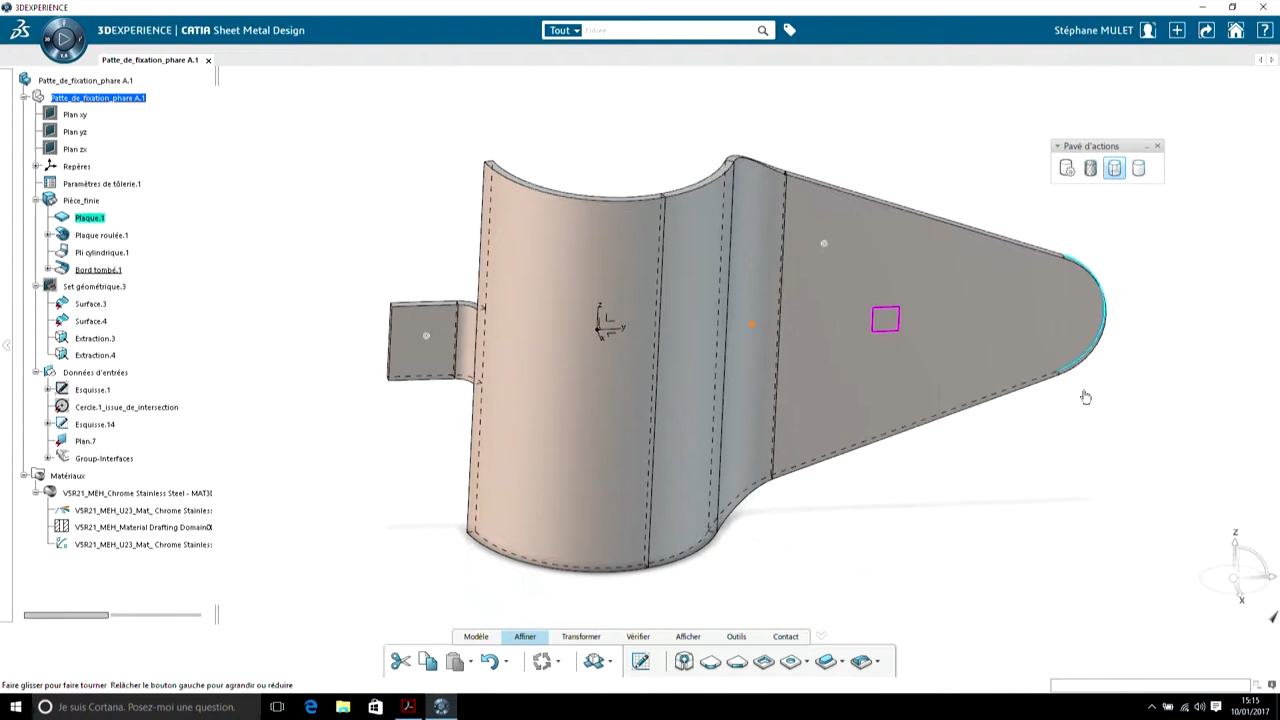 3DEXPERIENCE
3DEXPERIENCE | CATIA Sheet Metal Design
Tout
Stéphane MULET
Patte_de_fixation_phare A.1
Patte_de_fixation_phare A.1
Patte_de_fixation_phare A.1
Plan xy
Plan yz
Plan zx
Repères
Paramètres de tôlerie.1
Pièce_finie
Plaque.1
Plaque roulée.1
Pli cylindrique.1
Bord tombé.1
Set géométrique.3
Surface.3
Surface.4
Extraction.3
Extraction.4
Données d'entrées
Esquisse.1
Cercle.1_issue_de_intersection
Esquisse.14
Plan.7
Group-Interfaces
Matériaux
V5R21_MEH_Chrome Stainless Steel - MAT3D
V5R21_MEH_U23_Mat_ Chrome Stainles
V5R21_MEH_Material Drafting Domain
V5R21_MEH_U23_Mat_ Chrome Stainles
Pavé d'actions
z
y
x
Z
X
Modèle
Affiner
Transformer
Vérifier
Afficher
Outils
Contact
Faire glisser pour faire tourner Relâcher le bouton gauche pour agrandir ou réduire
Je suis Cortana. Posez-moi une question.
15:15
10/01/2017